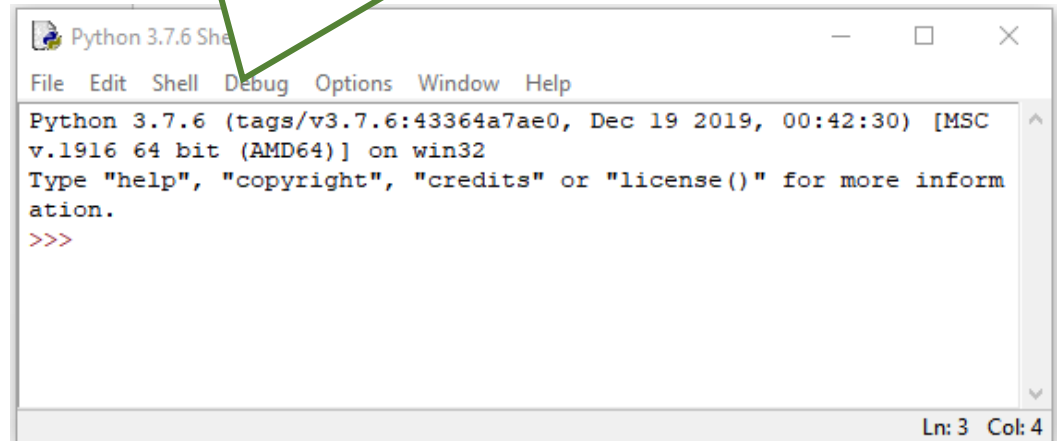 Python 3.7.6 She
File Edit Shell Debug Options Window Help
Python 3.7.6 (tags/v3.7.6:43364a7ae0, Dec 19 2019, 00:42:30) [MSC
v.1916 64 bit (AMD64)] on win32
Type "help", "copyright", "credits" or "license()" for more inform
ation.
>>>
Ln: 3 Col: 4